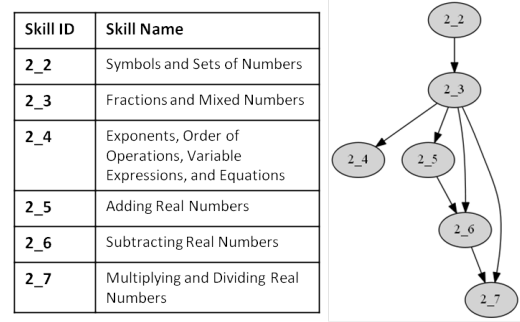 Skill ID Skill Name
2_2 Symbols and Sets of Numbers
2_3 Fractions and Mixed Numbers
2_4 Exponents, Order of
Operations, Variable
Expressions, and Equations
2_5 Adding Real Numbers
2_6 Subtracting Real Numbers
2_7 Multiplying and Dividing Real
Numbers
2_2
2_3
2_4 2_5
2_6
2_7